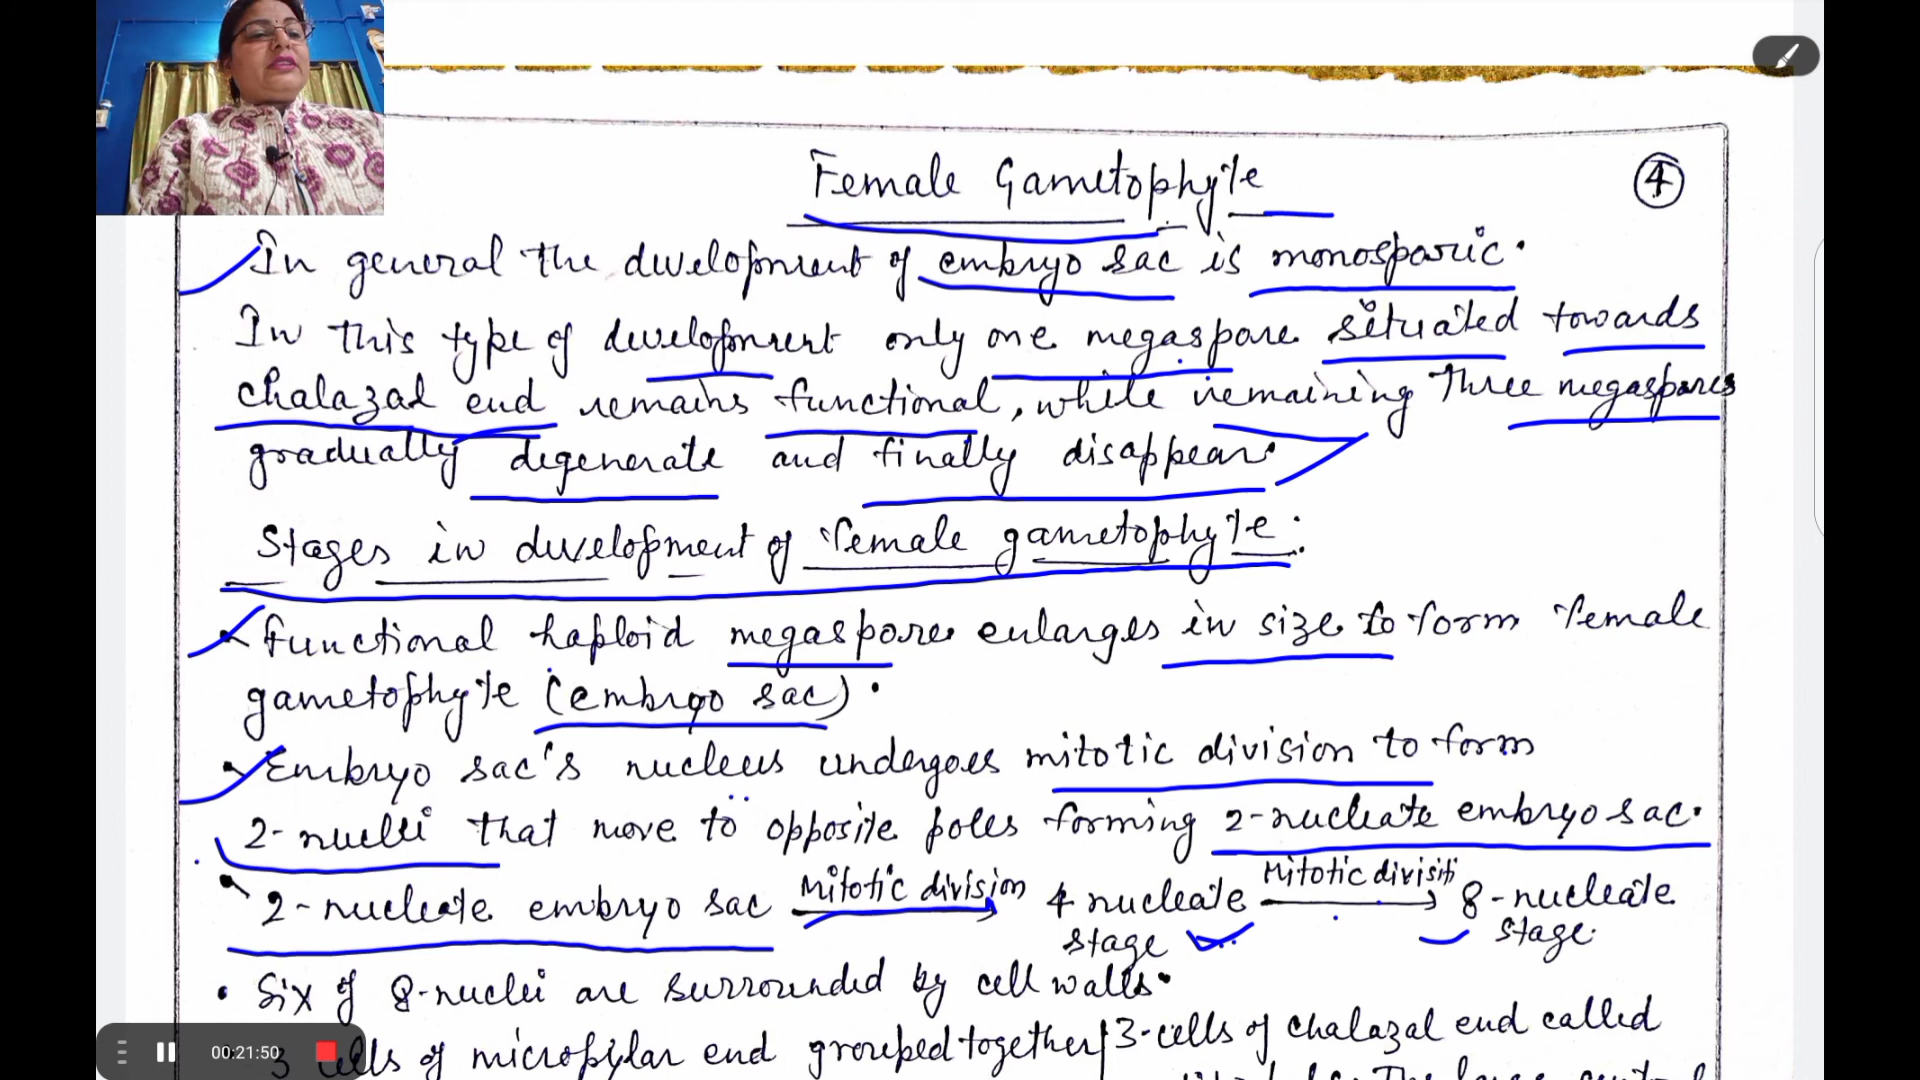 Female Gametophyte
4
In general the development of embryo sac is monosporic.
In this type of development only one megaspore situated towards
chalazal end remains functional, while remaining three megaspores
gradually degenerate and finally disappear.
Stages in development of female gametophyte:
• Functional haploid megaspore enlarges in size to form female
gametophyte (embryo sac).
• Embryo sac's nucleus undergoes mitotic division to form
2-nuclei that move to opposite poles forming 2-nucleate embryo sac.
• 2-nucleate embryo sac Mitotic division → 4 nucleate stage Mitotic divisi → 8-nucleate stage.
• Six of 8-nuclei are surrounded by cell walls.
3 cells of micropylar end grouped together
3-cells of chalazal end called
00:21:50